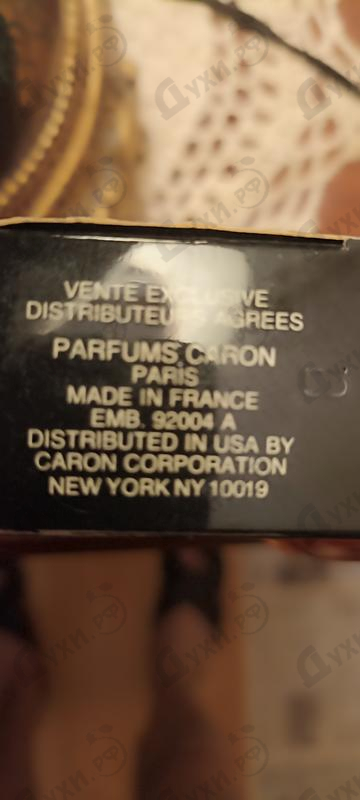 VENTE EXCLUSIVE
DISTRIBUTEURS AGREES
PARFUMS CARON
PARIS
MADE IN FRANCE
EMB. 92004 A
DISTRIBUTED IN USA BY
CARON CORPORATION
NEW YORK NY 10019
Духи.рф